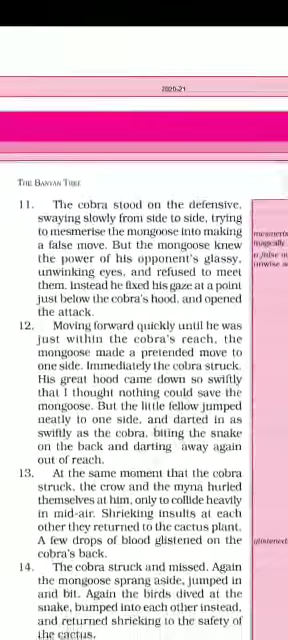 2020-21
THE BANYAN TREE
11. The cobra stood on the defensive,
swaying slowly from side to side, trying
to mesmerise the mongoose into making
a false move. But the mongoose knew
the power of his opponent's glassy,
unwinking eyes, and refused to meet
them. Instead he fixed his gaze at a point
just below the cobra's hood, and opened
the attack.
12. Moving forward quickly until he was
just within the cobra's reach, the
mongoose made a pretended move to
one side. Immediately the cobra struck.
His great hood came down so swiftly
that I thought nothing could save the
mongoose. But the little fellow jumped
neatly to one side, and darted in as
swiftly as the cobra, biting the snake
on the back and darting away again
out of reach.
13. At the same moment that the cobra
struck, the crow and the myna hurled
themselves at him, only to collide heavily
in mid-air. Shrieking insults at each
other they returned to the cactus plant.
A few drops of blood glistened on the
cobra's back.
14. The cobra struck and missed. Again
the mongoose sprang aside, jumped in
and bit. Again the birds dived at the
snake, bumped into each other instead,
and returned shrieking to the safety of
the cactus.
magically
a false
unwise
glistened